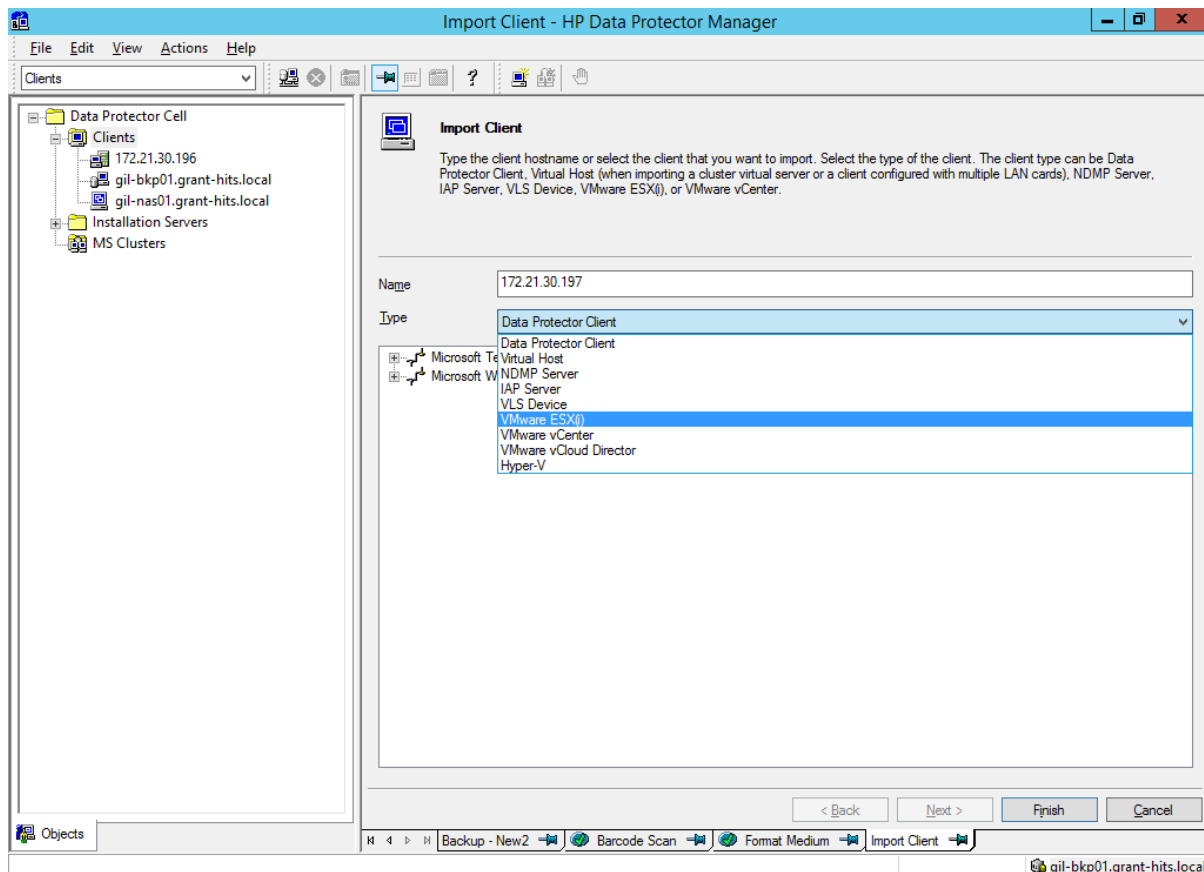 Import Client - HP Data Protector Manager
File Edit View Actions Help
Clients
Data Protector Cell
Clients
172.21.30.196
gil-bkp01.grant-hits.local
gil-nas01.grant-hits.local
Installation Servers
MS Clusters
Objects
Import Client
Type the client hostname or select the client that you want to import. Select the type of the client. The client type can be Data
Protector Client, Virtual Host (when importing a cluster virtual server or a client configured with multiple LAN cards), NDMP Server,
IAP Server, VLS Device, VMware ESX(i), or VMware vCenter.
Name 172.21.30.197
Type Data Protector Client
Data Protector Client
Microsoft Te Virtual Host
Microsoft W NDMP Server
IAP Server
VLS Device
VMware ESX(i)
VMware vCenter
VMware vCloud Director
Hyper-V
< Back Next > Finish Cancel
Backup - New2 Barcode Scan Format Medium Import Client
gil-bkp01.grant-hits.local